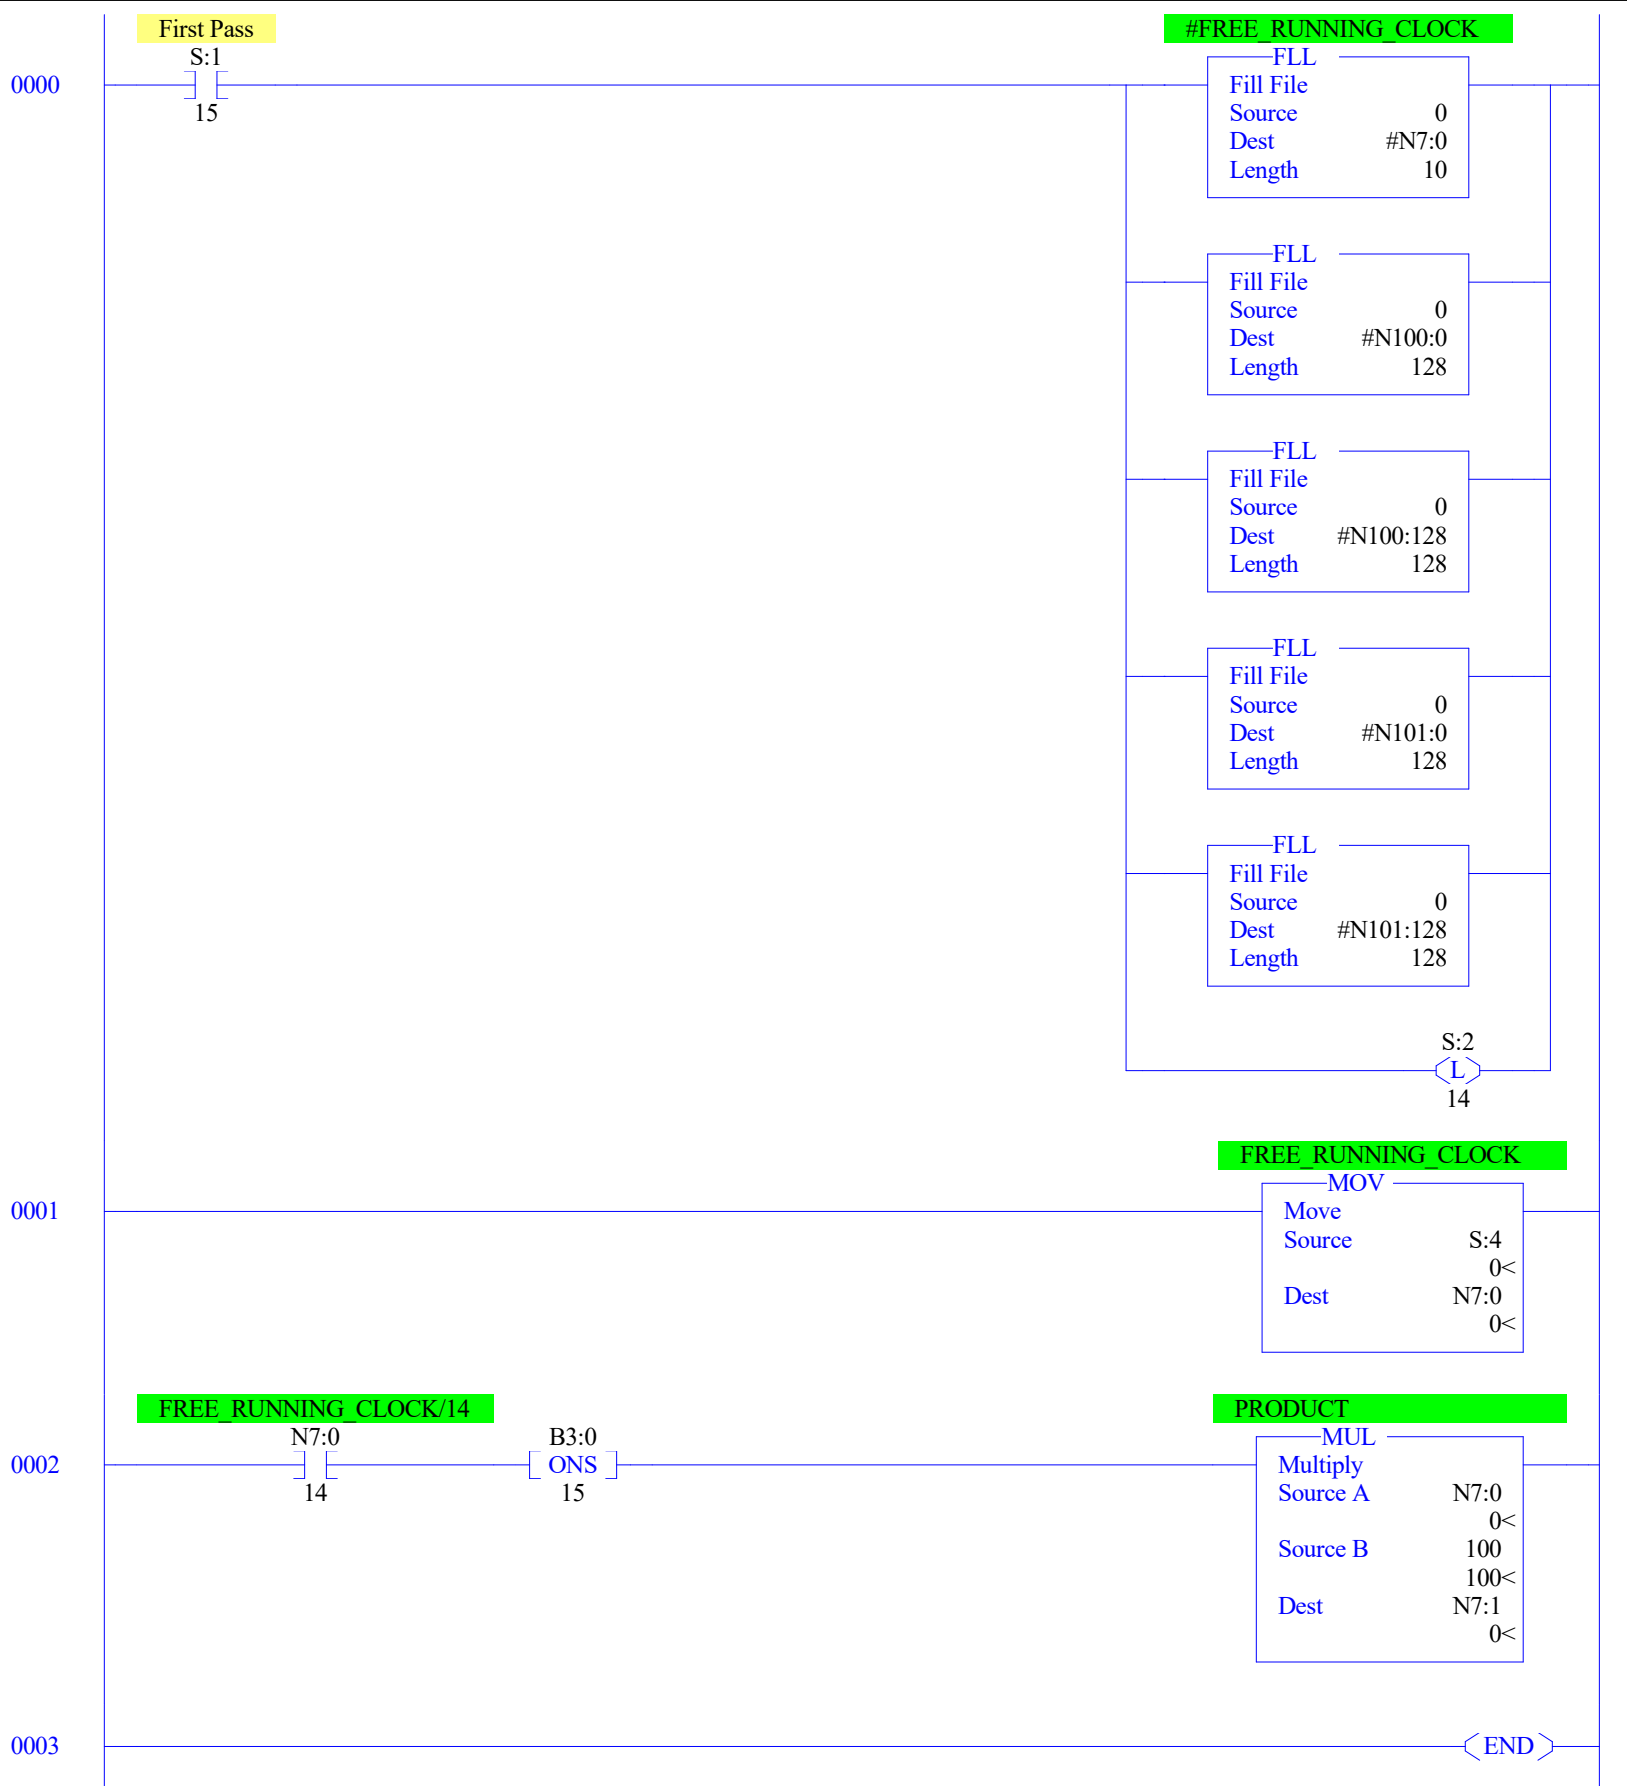 First Pass
S:1
15
0000
#FREE_RUNNING_CLOCK
FLL
Fill File
Source 0
Dest #N7:0
Length 10
FLL
Fill File
Source 0
Dest #N100:0
Length 128
FLL
Fill File
Source 0
Dest #N100:128
Length 128
FLL
Fill File
Source 0
Dest #N101:0
Length 128
FLL
Fill File
Source 0
Dest #N101:128
Length 128
S:2
L
14
0001
FREE_RUNNING_CLOCK
MOV
Move
Source S:4
0<
Dest N7:0
0<
FREE_RUNNING_CLOCK/14
N7:0
14
B3:0
ONS
15
0002
PRODUCT
MUL
Multiply
Source A N7:0
0<
Source B 100
100<
Dest N7:1
0<
0003
END